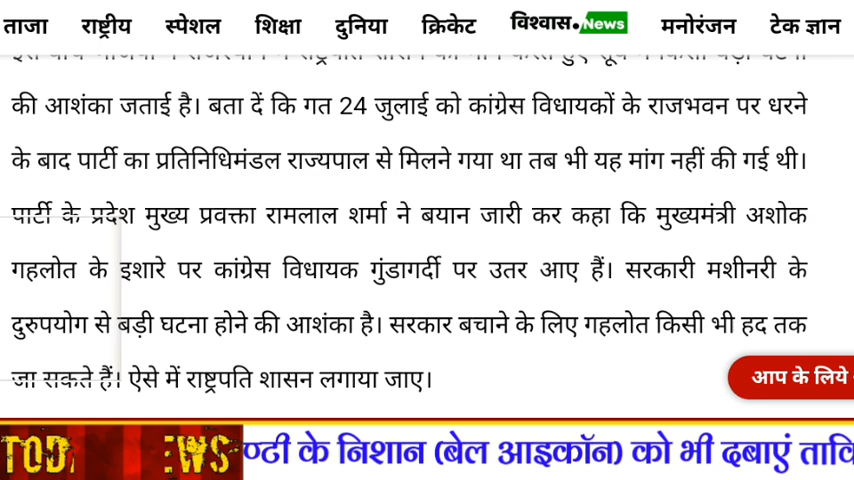 ताजा राष्ट्रीय स्पेशल शिक्षा दुनिया क्रिकेट विश्वास.News मनोरंजन टेक ज्ञान
की आशंका जताई है। बता दें कि गत 24 जुलाई को कांग्रेस विधायकों के राजभवन पर धरने
के बाद पार्टी का प्रतिनिधिमंडल राज्यपाल से मिलने गया था तब भी यह मांग नहीं की गई थी।
पार्टी के प्रदेश मुख्य प्रवक्ता रामलाल शर्मा ने बयान जारी कर कहा कि मुख्यमंत्री अशोक
गहलोत के इशारे पर कांग्रेस विधायक गुंडागर्दी पर उतर आए हैं। सरकारी मशीनरी के
दुरुपयोग से बड़ी घटना होने की आशंका है। सरकार बचाने के लिए गहलोत किसी भी हद तक
जा सकते हैं। ऐसे में राष्ट्रपति शासन लगाया जाए।
आप के लिये
के निशान (बेल आइकॉन) को भी दबाएं